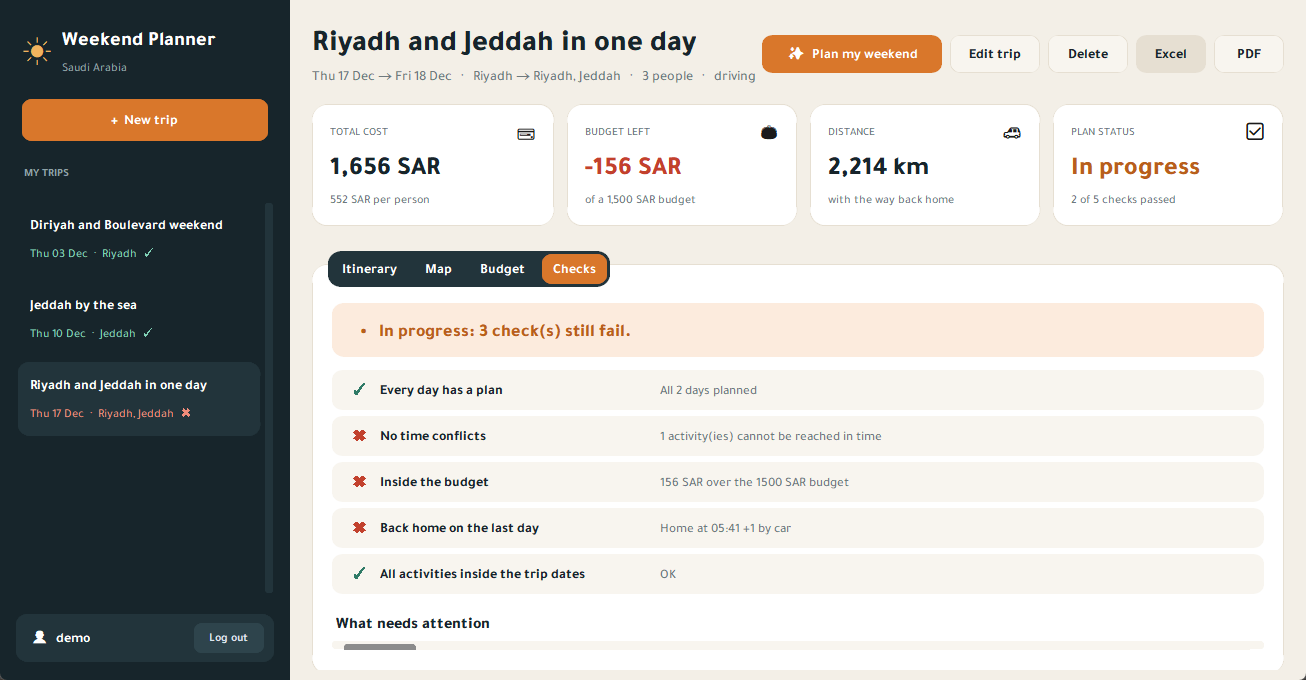 Weekend Planner
Saudi Arabia
+ New trip
MY TRIPS
Diriyah and Boulevard weekend
Thu 03 Dec · Riyadh ✓
Jeddah by the sea
Thu 10 Dec · Jeddah ✓
Riyadh and Jeddah in one day
Thu 17 Dec · Riyadh, Jeddah ✖
demo
Log out
Riyadh and Jeddah in one day
Thu 17 Dec → Fri 18 Dec · Riyadh → Riyadh, Jeddah · 3 people · driving
Plan my weekend
Edit trip
Delete
Excel
PDF
TOTAL COST
1,656 SAR
552 SAR per person
BUDGET LEFT
-156 SAR
of a 1,500 SAR budget
DISTANCE
2,214 km
with the way back home
PLAN STATUS
In progress
2 of 5 checks passed
Itinerary Map Budget Checks
• In progress: 3 check(s) still fail.
✓ Every day has a plan All 2 days planned
✖ No time conflicts 1 activity(ies) cannot be reached in time
✖ Inside the budget 156 SAR over the 1500 SAR budget
✖ Back home on the last day Home at 05:41 +1 by car
✓ All activities inside the trip dates OK
What needs attention